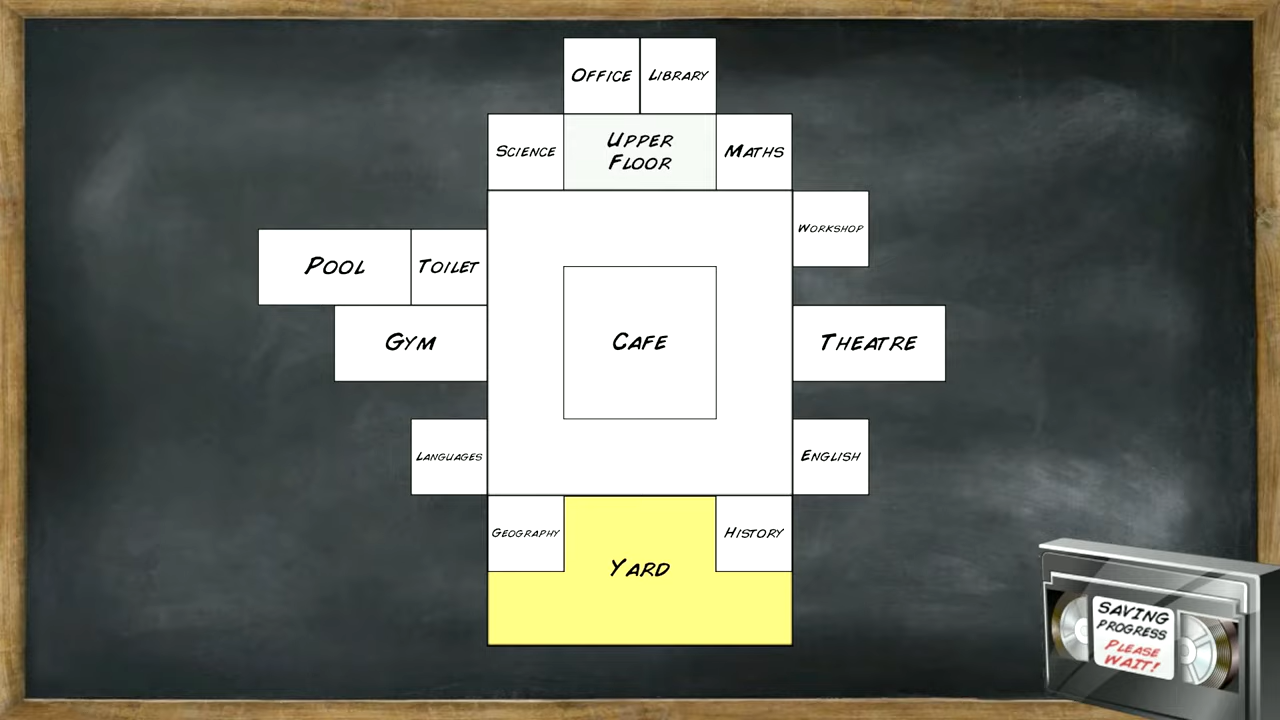 OFFICE
LIBRARY
SCIENCE
UPPER
FLOOR
MATHS
WORKSHOP
POOL
TOILET
GYM
CAFE
THEATRE
LANGUAGES
ENGLISH
GEOGRAPHY
HISTORY
YARD
SAVING
PROGRESS
PLEASE
WAIT!